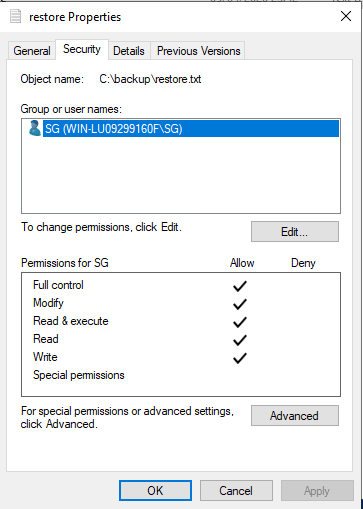 restore Properties
General Security Details Previous Versions
Object name: C:\backup\restore.txt
Group or user names:
SG (WIN-LU09299160F\SG)
To change permissions, click Edit.
Edit...
Permissions for SG Allow Deny
Full control
Modify
Read & execute
Read
Write
Special permissions
For special permissions or advanced settings,
click Advanced.
Advanced
OK Cancel Apply